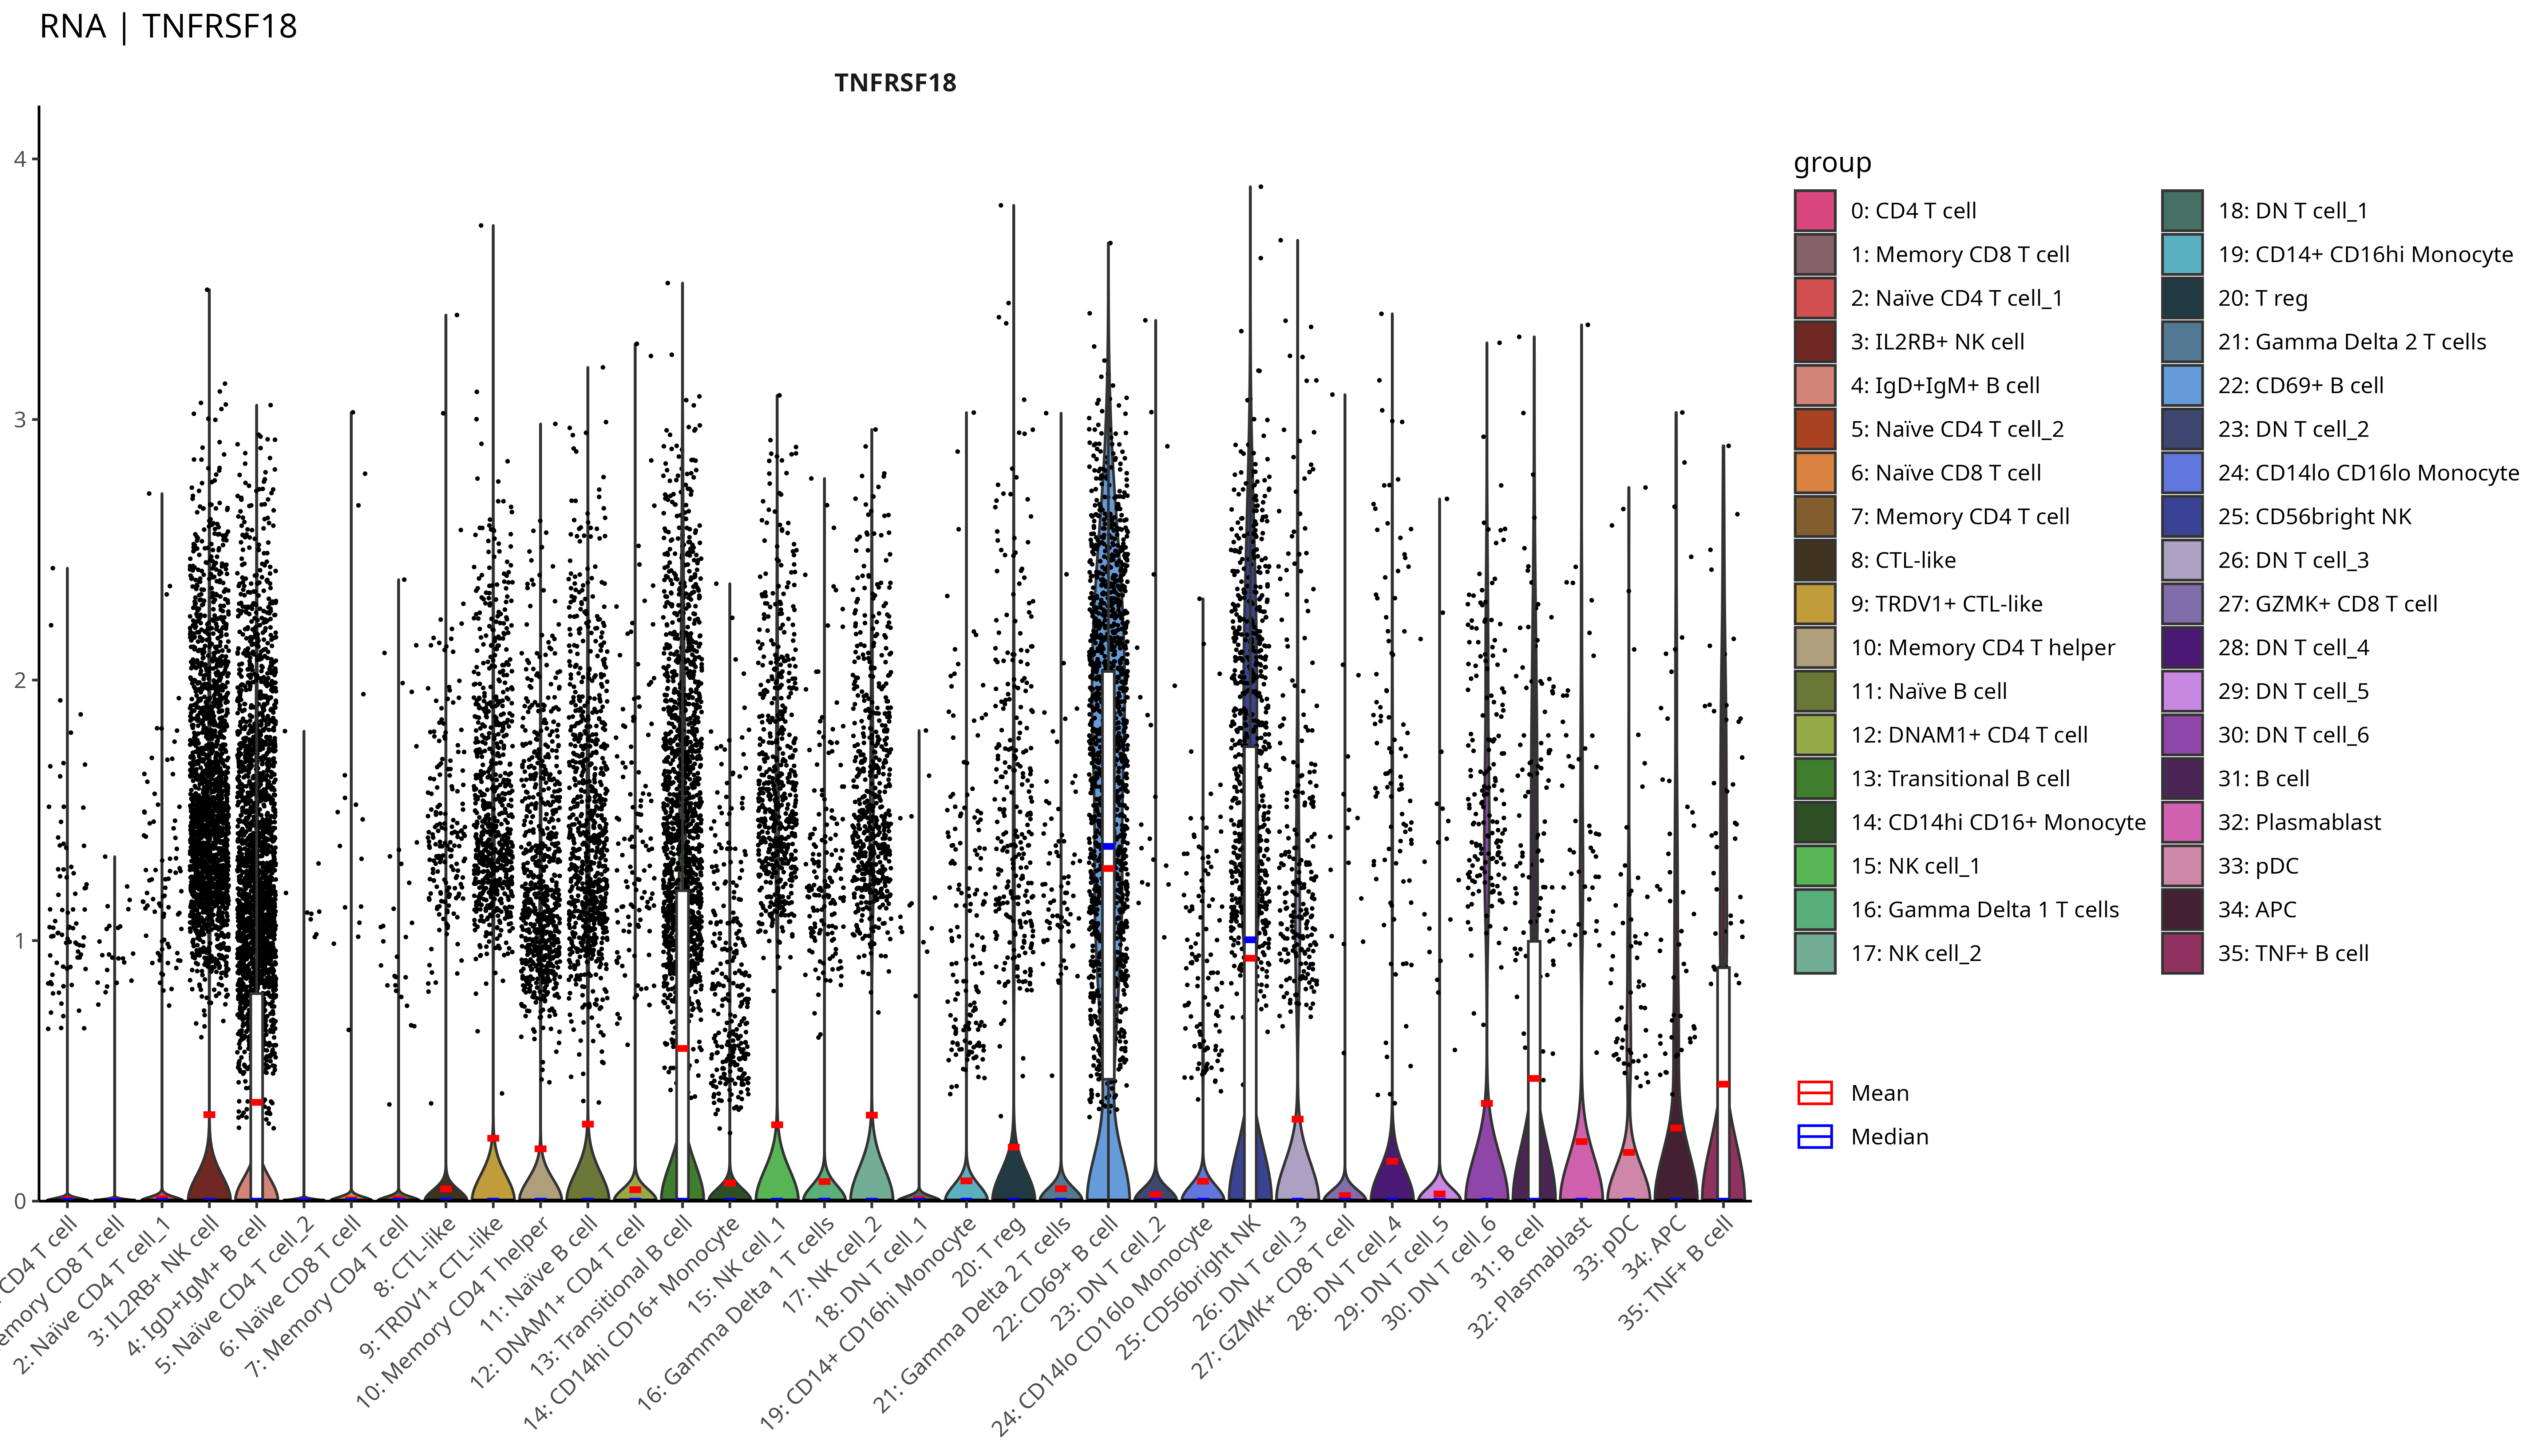 RNA | TNFRSF18
TNFRSF18
4
3
2
1
0
CD4 T cell
emory CD8 T cell
2: Naïve CD4 T cell_1
3: IL2RB+ NK cell
4: IgD+IgM+ B cell
5: Naïve CD4 T cell_2
6: Naïve CD8 T cell
7: Memory CD4 T cell
8: CTL-like
9: TRDV1+ CTL-like
10: Memory CD4 T helper
11: Naïve B cell
12: DNAM1+ CD4 T cell
13: Transitional B cell
14: CD14hi CD16+ Monocyte
15: NK cell_1
16: Gamma Delta 1 T cells
17: NK cell_2
18: DN T cell_1
19: CD14+ CD16hi Monocyte
20: T reg
21: Gamma Delta 2 T cells
22: CD69+ B cell
23: DN T cell_2
24: CD14lo CD16lo Monocyte
25: CD56bright NK
26: DN T cell_3
27: GZMK+ CD8 T cell
28: DN T cell_4
29: DN T cell_5
30: DN T cell_6
31: B cell
32: Plasmablast
33: pDC
34: APC
35: TNF+ B cell
group
0: CD4 T cell
1: Memory CD8 T cell
2: Naïve CD4 T cell_1
3: IL2RB+ NK cell
4: IgD+IgM+ B cell
5: Naïve CD4 T cell_2
6: Naïve CD8 T cell
7: Memory CD4 T cell
8: CTL-like
9: TRDV1+ CTL-like
10: Memory CD4 T helper
11: Naïve B cell
12: DNAM1+ CD4 T cell
13: Transitional B cell
14: CD14hi CD16+ Monocyte
15: NK cell_1
16: Gamma Delta 1 T cells
17: NK cell_2
18: DN T cell_1
19: CD14+ CD16hi Monocyte
20: T reg
21: Gamma Delta 2 T cells
22: CD69+ B cell
23: DN T cell_2
24: CD14lo CD16lo Monocyte
25: CD56bright NK
26: DN T cell_3
27: GZMK+ CD8 T cell
28: DN T cell_4
29: DN T cell_5
30: DN T cell_6
31: B cell
32: Plasmablast
33: pDC
34: APC
35: TNF+ B cell
Mean
Median